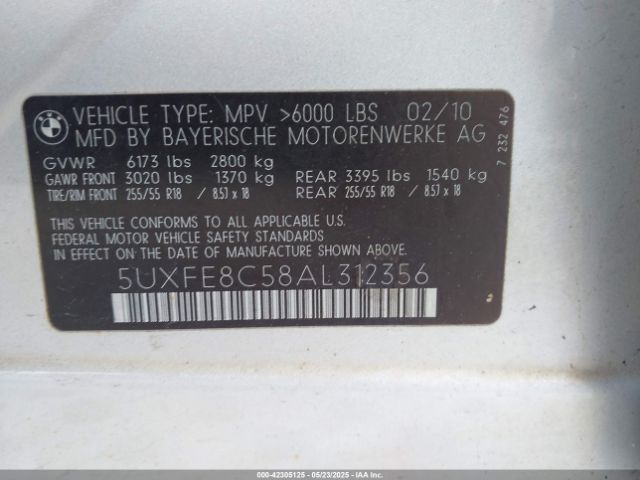 BMW
VEHICLE TYPE: MPV >6000 LBS 02/10
MFD BY BAYERISCHE MOTORENWERKE AG
GVWR 6173 lbs 2800 kg
GAWR FRONT 3020 lbs 1370 kg REAR 3395 lbs 1540 kg
TIRE/RIM FRONT 255/55 R18 / 8.5J x 18 REAR 255/55 R18 / 8.5J x 18
THIS VEHICLE CONFORMS TO ALL APPLICABLE U.S.
FEDERAL MOTOR VEHICLE SAFETY STANDARDS
IN EFFECT ON THE DATE OF MANUFACTURE SHOWN ABOVE.
5UXFE8C58AL312356
7 232 476
000-42305125 - 05/23/2025 - IAAI.COM